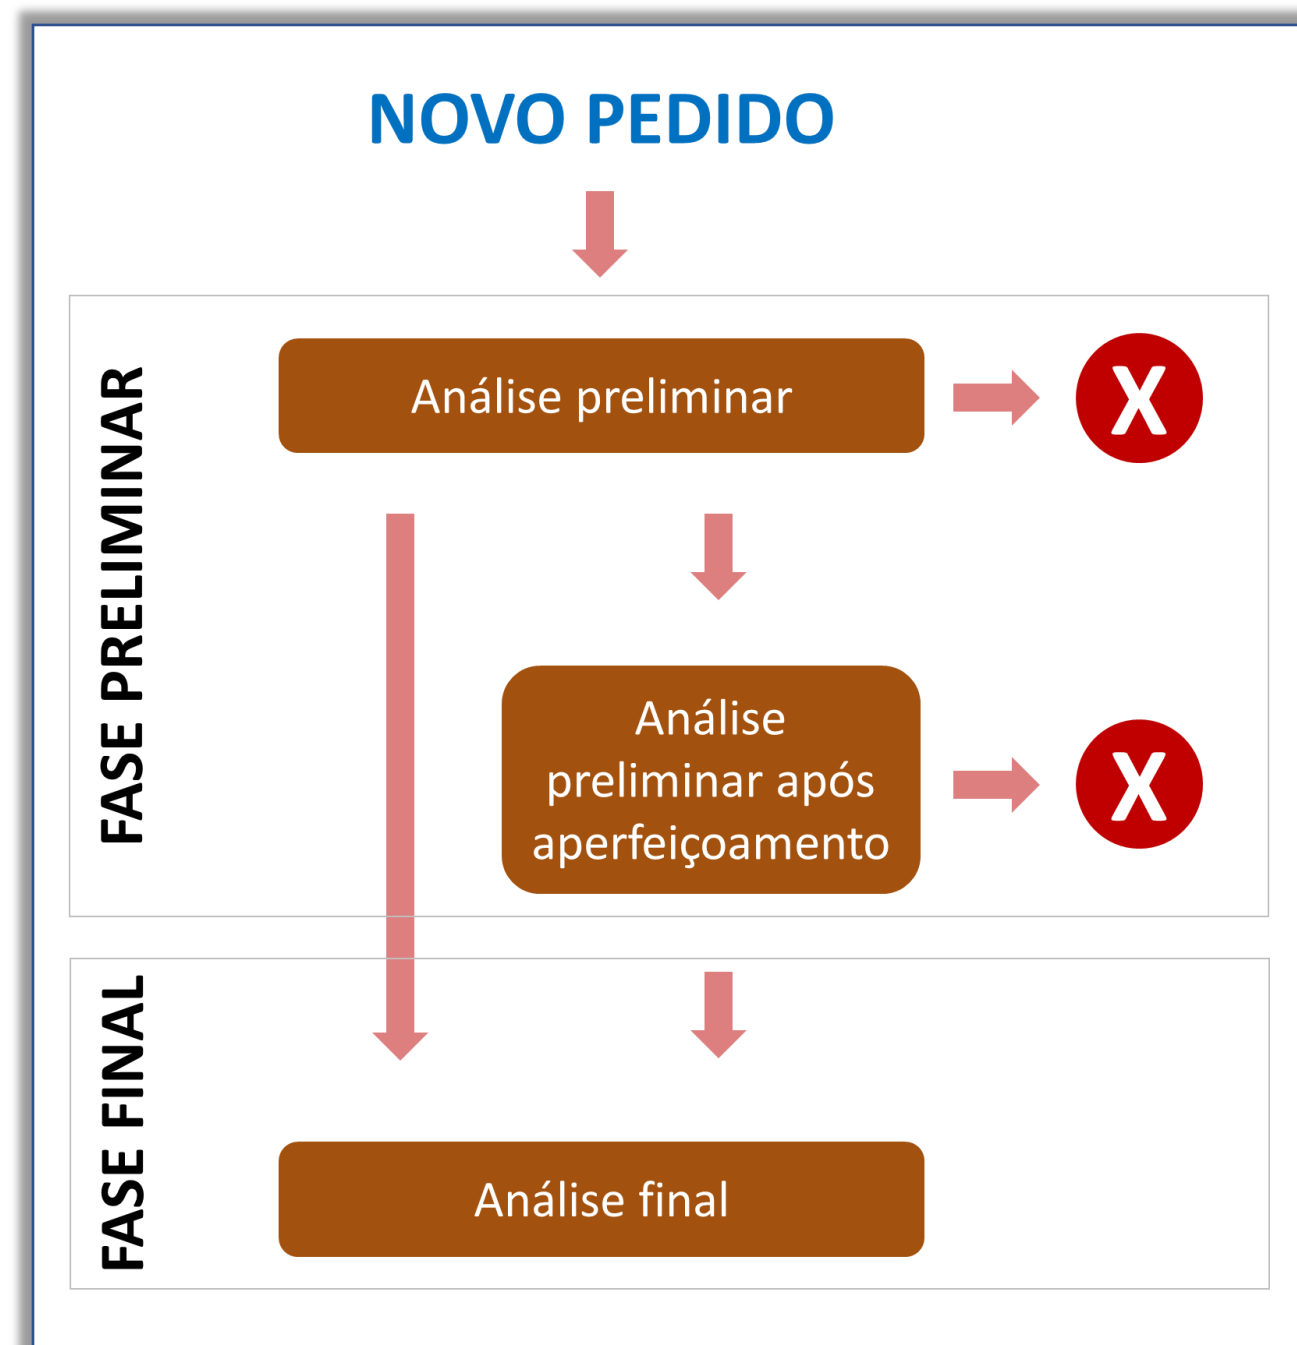 NOVO PEDIDO
FASE PRELIMINAR
Análise preliminar
X
Análise
preliminar após
aperfeiçoamento
X
FASE FINAL
Análise final